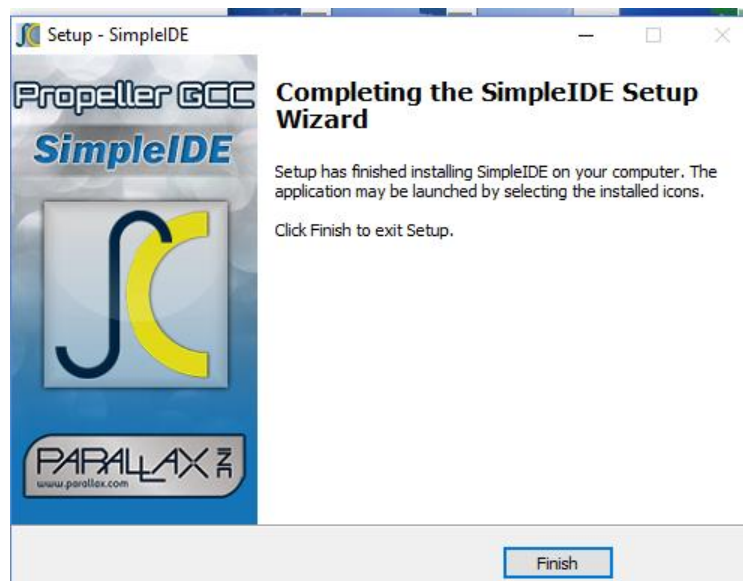 Setup - SimpleIDE
Propeller GCC
SimpleIDE
PARALLAX INC
www.parallax.com
Completing the SimpleIDE Setup
Wizard
Setup has finished installing SimpleIDE on your computer. The
application may be launched by selecting the installed icons.
Click Finish to exit Setup.
Finish